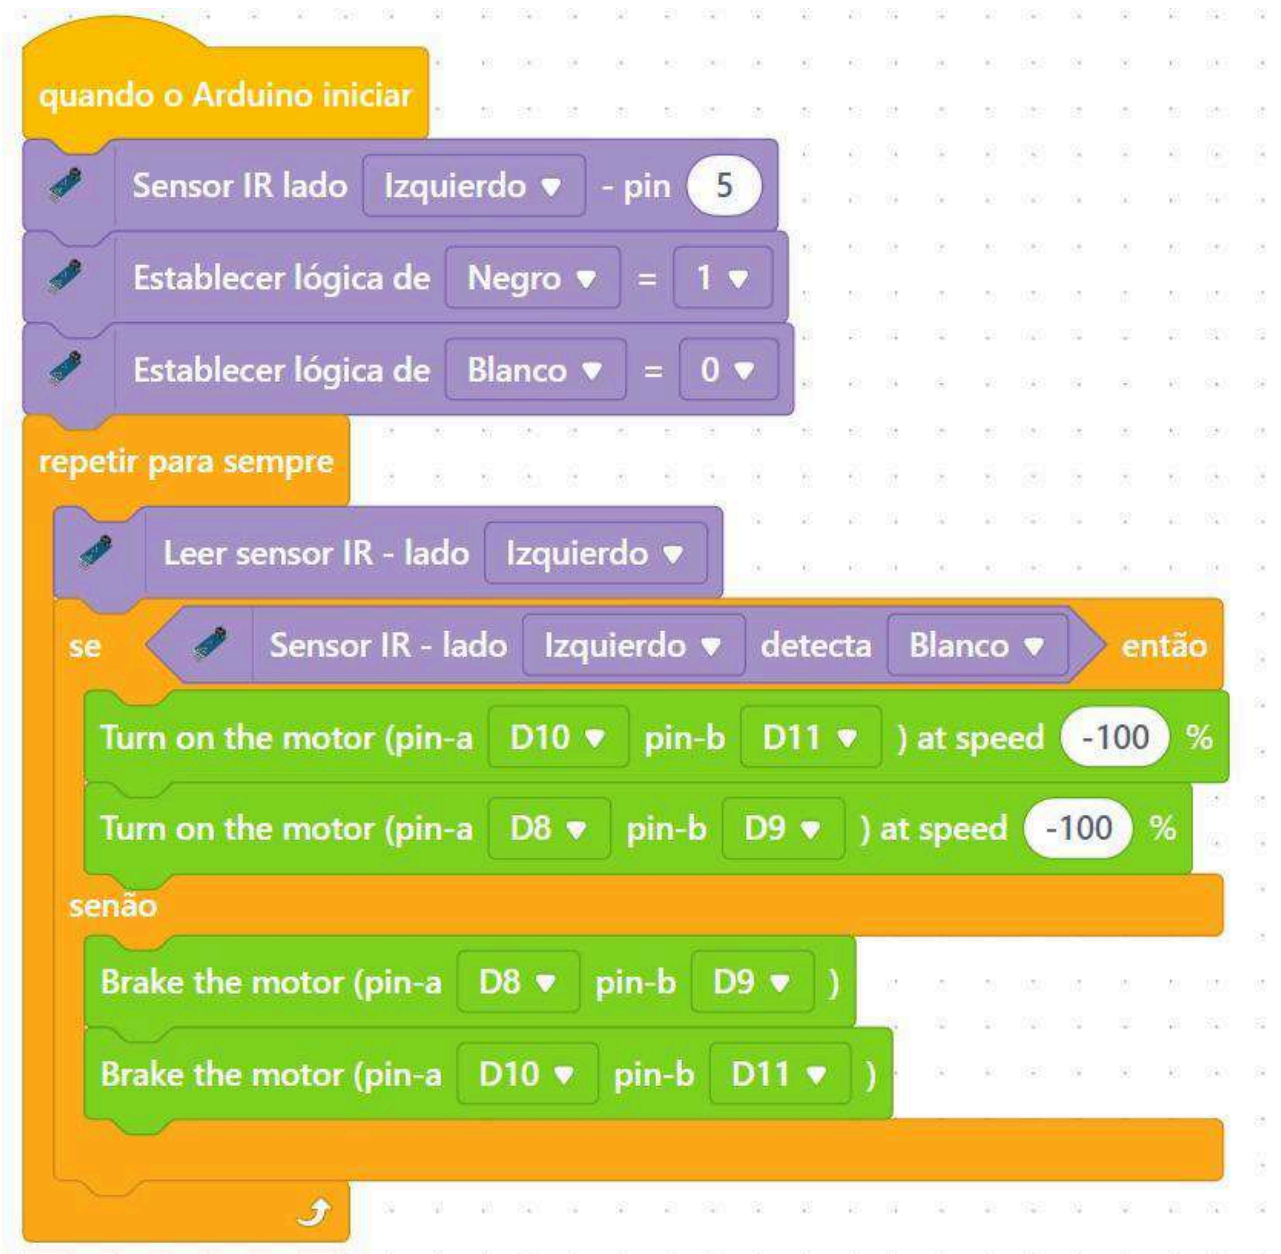 quando o Arduino iniciar
Sensor IR lado Izquierdo - pin 5
Establecer lógica de Negro = 1
Establecer lógica de Blanco = 0
repetir para sempre
Leer sensor IR - lado Izquierdo
se Sensor IR - lado Izquierdo detecta Blanco então
Turn on the motor (pin-a D10 pin-b D11 ) at speed -100 %
Turn on the motor (pin-a D8 pin-b D9 ) at speed -100 %
senão
Brake the motor (pin-a D8 pin-b D9 )
Brake the motor (pin-a D10 pin-b D11 )